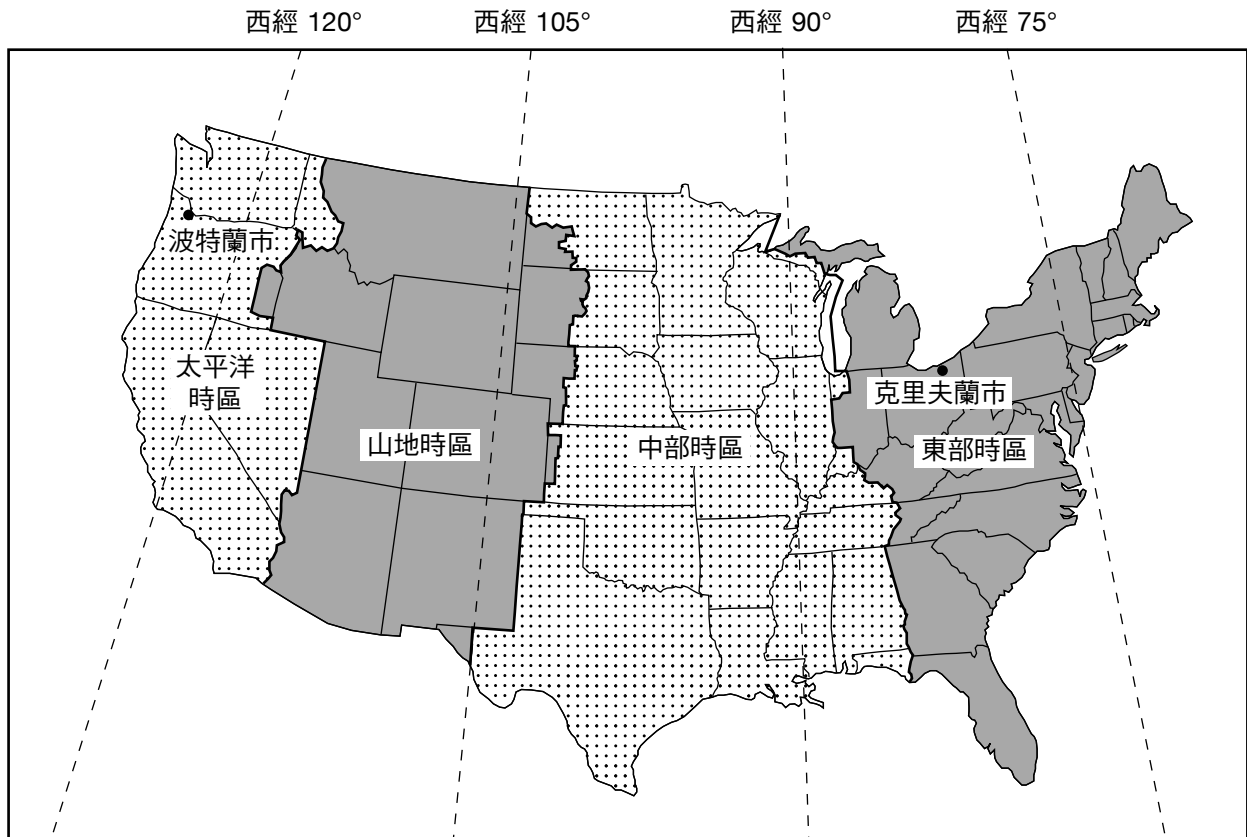 西經 120°
西經 105°
西經 90°
西經 75°
波特蘭市
太平洋
時區
山地時區
中部時區
克里夫蘭市
東部時區